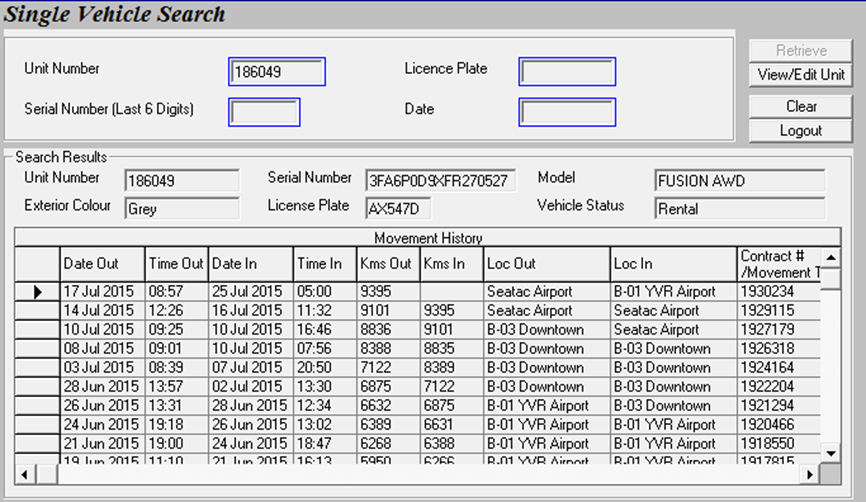 Single Vehicle Search
Unit Number 186049 Licence Plate Retrieve
View/Edit Unit
Serial Number (Last 6 Digits) Date Clear
Logout
Search Results
Unit Number 186049 Serial Number 3FA6P0D9XFR270527 Model FUSION AWD
Exterior Colour Grey License Plate AX547D Vehicle Status Rental
Movement History
Date Out Time Out Date In Time In Kms Out Kms In Loc Out Loc In Contract #
/Movement T
17 Jul 2015 08:57 25 Jul 2015 05:00 9395 Seatac Airport B-01 YVR Airport 1930234
14 Jul 2015 12:26 16 Jul 2015 11:32 9101 9395 Seatac Airport Seatac Airport 1929115
10 Jul 2015 09:25 10 Jul 2015 16:46 8836 9101 B-03 Downtown Seatac Airport 1927179
08 Jul 2015 09:01 10 Jul 2015 07:56 8388 8835 B-03 Downtown B-03 Downtown 1926318
03 Jul 2015 08:39 07 Jul 2015 20:50 7122 8389 B-03 Downtown B-03 Downtown 1924164
28 Jun 2015 13:57 02 Jul 2015 13:30 6875 7122 B-03 Downtown B-03 Downtown 1922204
26 Jun 2015 13:31 28 Jun 2015 12:34 6632 6875 B-01 YVR Airport B-03 Downtown 1921294
24 Jun 2015 19:18 26 Jun 2015 13:02 6389 6631 B-01 YVR Airport B-01 YVR Airport 1920466
21 Jun 2015 19:00 24 Jun 2015 18:47 6268 6388 B-01 YVR Airport B-01 YVR Airport 1918550
19 Jun 2015 11:10 21 Jun 2015 16:13 5950 6266 B-01 YVR Airport B-01 YVR Airport 1917815